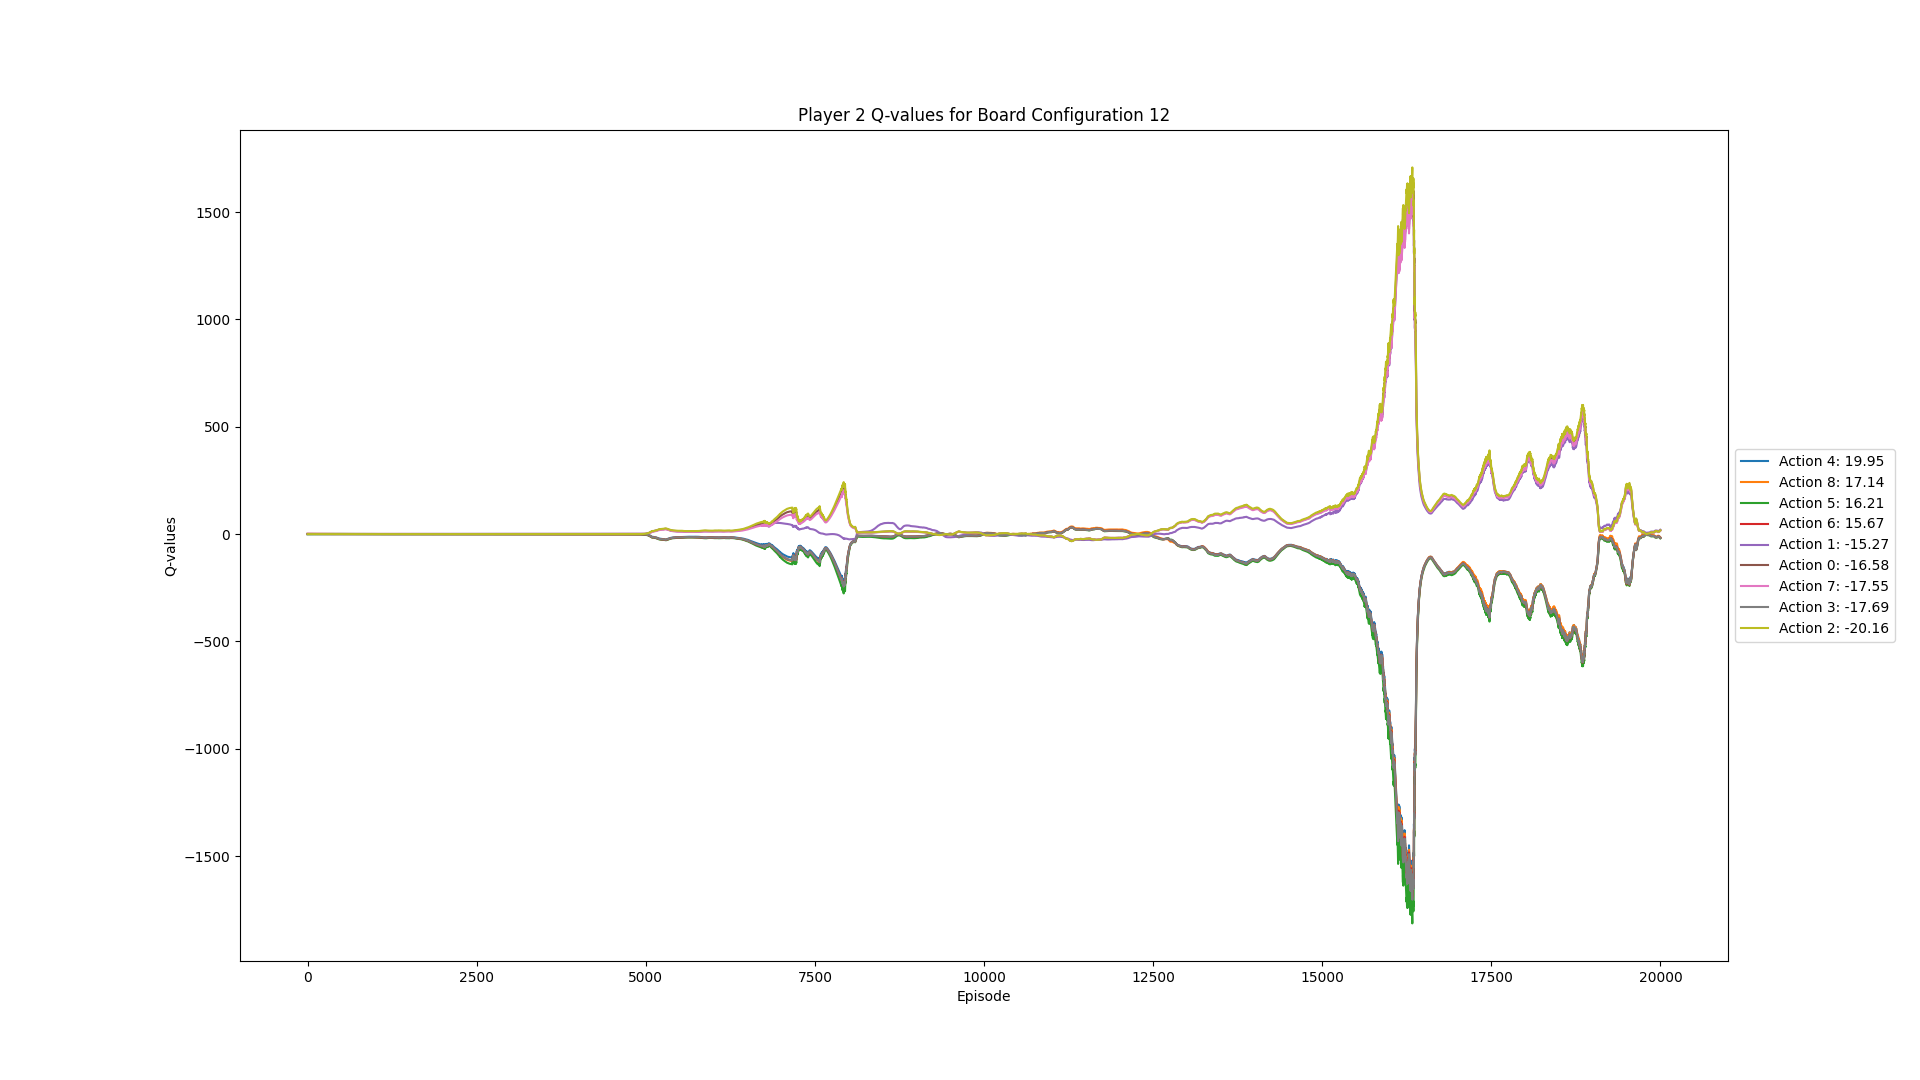 Player 2 Q-values for Board Configuration 12
Q-values
1500
1000
500
0
−500
−1000
−1500
0
2500
5000
7500
10000
12500
15000
17500
20000
Episode
Action 4: 19.95
Action 8: 17.14
Action 5: 16.21
Action 6: 15.67
Action 1: -15.27
Action 0: -16.58
Action 7: -17.55
Action 3: -17.69
Action 2: -20.16